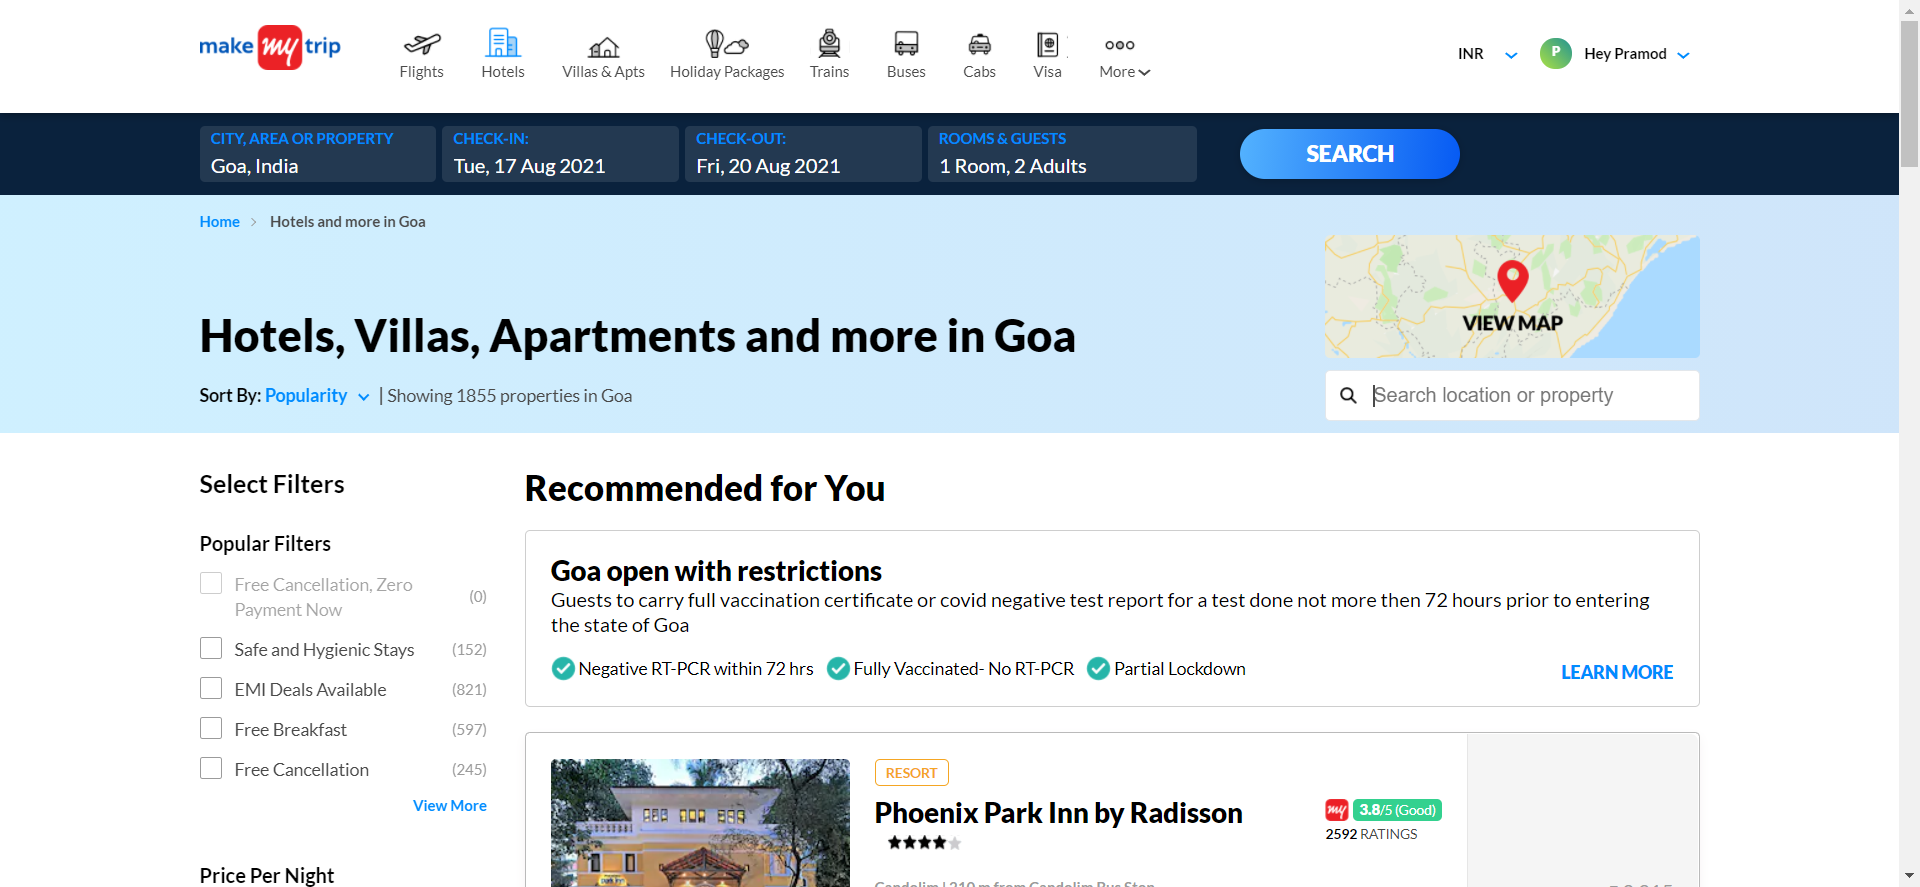 make my trip
Flights
Hotels
Villas & Apts
Holiday Packages
Trains
Buses
Cabs
Visa
More
INR
P
Hey Pramod
CITY, AREA OR PROPERTY
Goa, India
CHECK-IN:
Tue, 17 Aug 2021
CHECK-OUT:
Fri, 20 Aug 2021
ROOMS & GUESTS
1 Room, 2 Adults
SEARCH
Home
Hotels and more in Goa
VIEW MAP
Hotels, Villas, Apartments and more in Goa
Sort By: Popularity | Showing 1855 properties in Goa
Search location or property
Select Filters
Popular Filters
Free Cancellation, Zero
Payment Now
(0)
Safe and Hygienic Stays (152)
EMI Deals Available (821)
Free Breakfast (597)
Free Cancellation (245)
View More
Price Per Night
Recommended for You
Goa open with restrictions
Guests to carry full vaccination certificate or covid negative test report for a test done not more then 72 hours prior to entering
the state of Goa
Negative RT-PCR within 72 hrs Fully Vaccinated- No RT-PCR Partial Lockdown
LEARN MORE
RESORT
Phoenix Park Inn by Radisson
my 3.8/5 (Good)
2592 RATINGS
Candolim | 210 m from Candolim Bus Stop